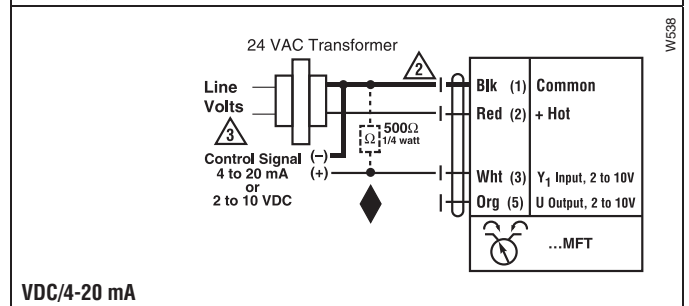 W538
24 VAC Transformer
Line
Volts
2
3
Blk (1) Common
Red (2) + Hot
Ω
500Ω
1/4 watt
Control Signal (–)
4 to 20 mA (+)
or
2 to 10 VDC
Wht (3) Y₁ Input, 2 to 10V
Org (5) U Output, 2 to 10V
...MFT
VDC/4-20 mA